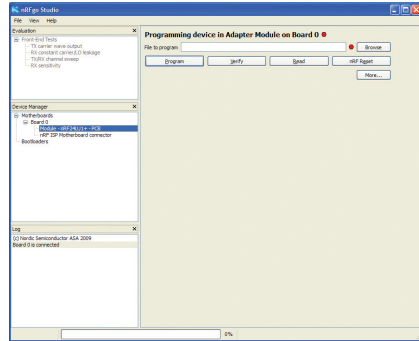 nRFgo Studio
File View Help
Evaluation
Front-End Tests
TX carrier wave output
RX constant carrier/LO leakage
TX/RX channel sweep
RX sensitivity
Programming device in Adapter Module on Board 0
File to program
Browse
Program Verify Read nRF Reset
More...
Device Manager
Motherboards
Board 0
Module - nRF24LU1+ - PCB
nRF ISP Motherboard connector
Bootloaders
Log
(c) Nordic Semiconductor ASA 2009
Board 0 is connected
0%